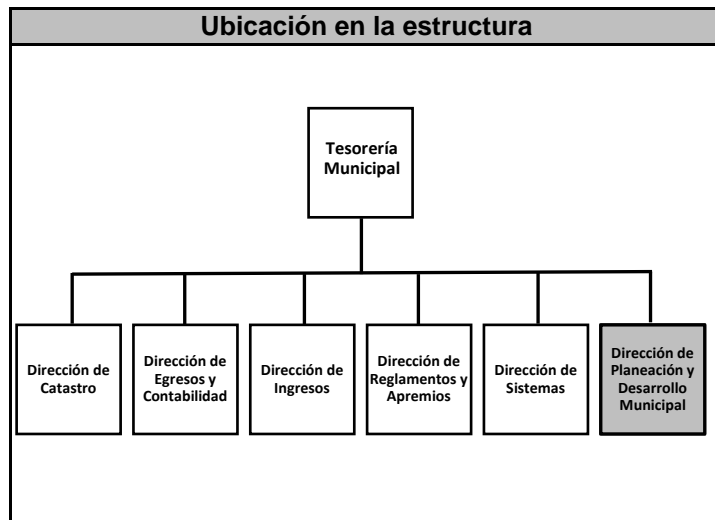 Ubicación en la estructura
Tesorería
Municipal
Dirección de
Catastro
Dirección de
Egresos y
Contabilidad
Dirección de
Ingresos
Dirección de
Reglamentos y
Apremios
Dirección de
Sistemas
Dirección de
Planeación y
Desarrollo
Municipal